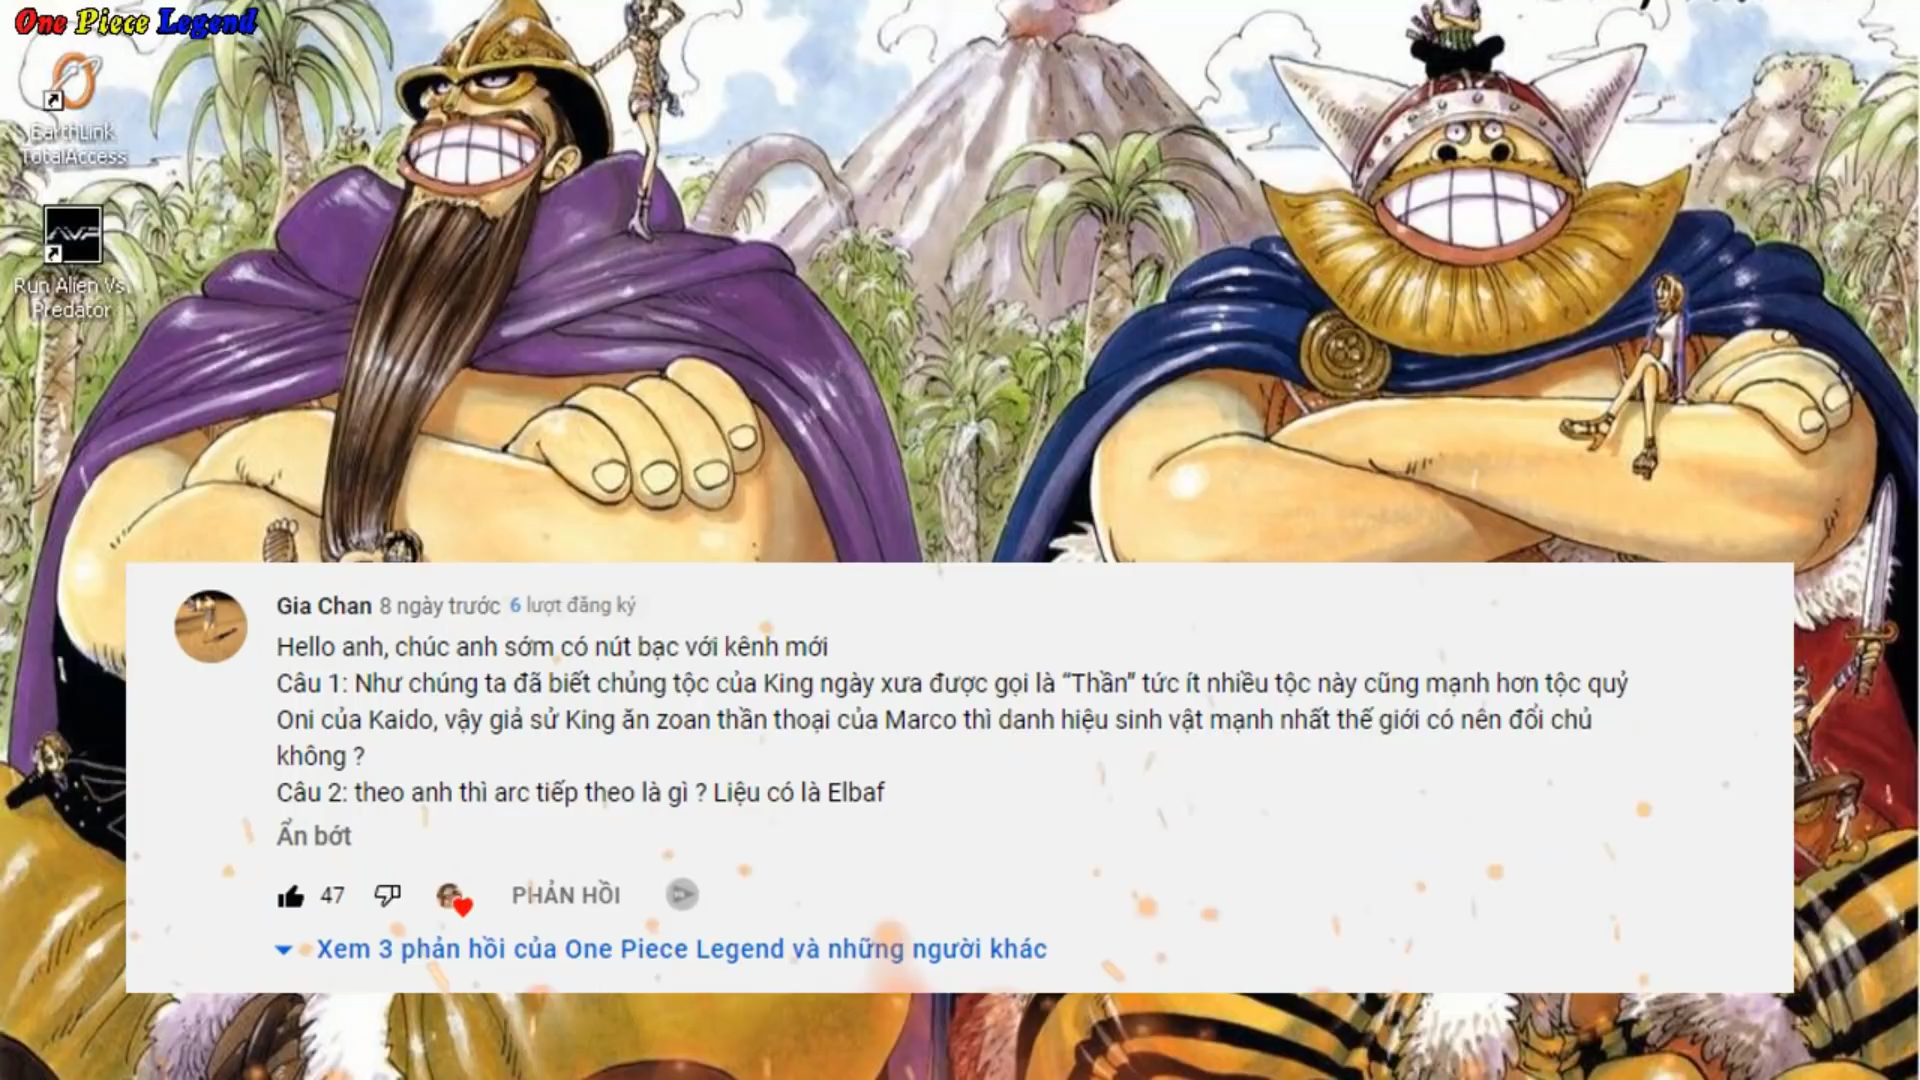 One Piece Legend
EarthLink
TotalAccess
AVP
Run Alien Vs.
Predator
Gia Chan 8 ngày trước 6 lượt đăng ký
Hello anh, chúc anh sớm có nút bạc với kênh mới
Câu 1: Như chúng ta đã biết chủng tộc của King ngày xưa được gọi là “Thần” tức ít nhiều tộc này cũng mạnh hơn tộc quỷ
Oni của Kaido, vậy giả sử King ăn zoan thần thoại của Marco thì danh hiệu sinh vật mạnh nhất thế giới có nên đổi chủ
không ?
Câu 2: theo anh thì arc tiếp theo là gì ? Liệu có là Elbaf
Ẩn bớt
47 PHẢN HỒI
Xem 3 phản hồi của One Piece Legend và những người khác